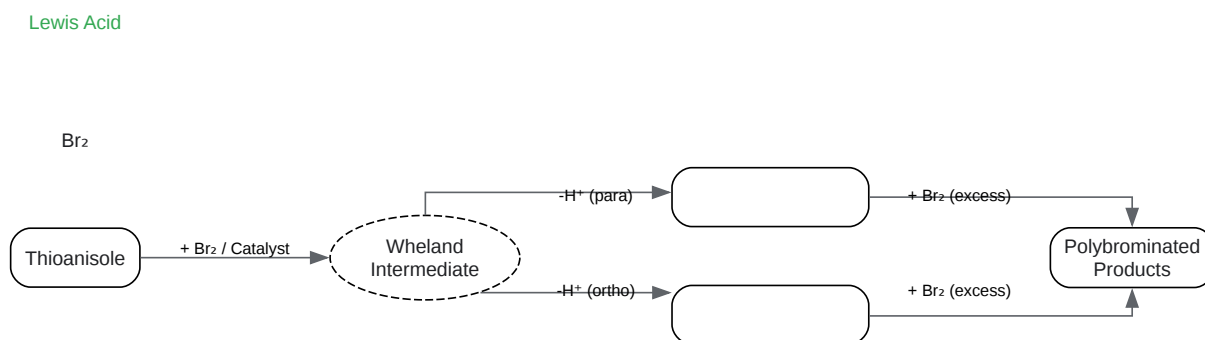 Lewis Acid
Br₂
-H⁺ (para)
+ Br₂ (excess)
Thioanisole
+ Br₂ / Catalyst
Wheland
Intermediate
Polybrominated
Products
-H⁺ (ortho)
+ Br₂ (excess)